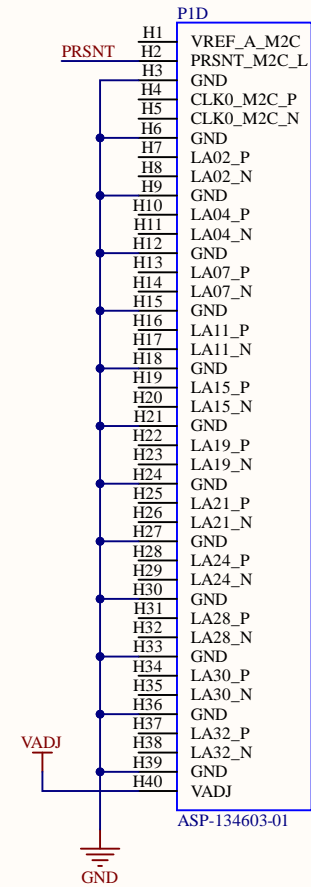 P1D
H1 VREF_A_M2C
PRSNT H2 PRSNT_M2C_L
H3 GND
H4 CLK0_M2C_P
H5 CLK0_M2C_N
H6 GND
H7 LA02_P
H8 LA02_N
H9 GND
H10 LA04_P
H11 LA04_N
H12 GND
H13 LA07_P
H14 LA07_N
H15 GND
H16 LA11_P
H17 LA11_N
H18 GND
H19 LA15_P
H20 LA15_N
H21 GND
H22 LA19_P
H23 LA19_N
H24 GND
H25 LA21_P
H26 LA21_N
H27 GND
H28 LA24_P
H29 LA24_N
H30 GND
H31 LA28_P
H32 LA28_N
H33 GND
H34 LA30_P
H35 LA30_N
H36 GND
H37 LA32_P
VADJ H38 LA32_N
H39 GND
H40 VADJ
ASP-134603-01
GND